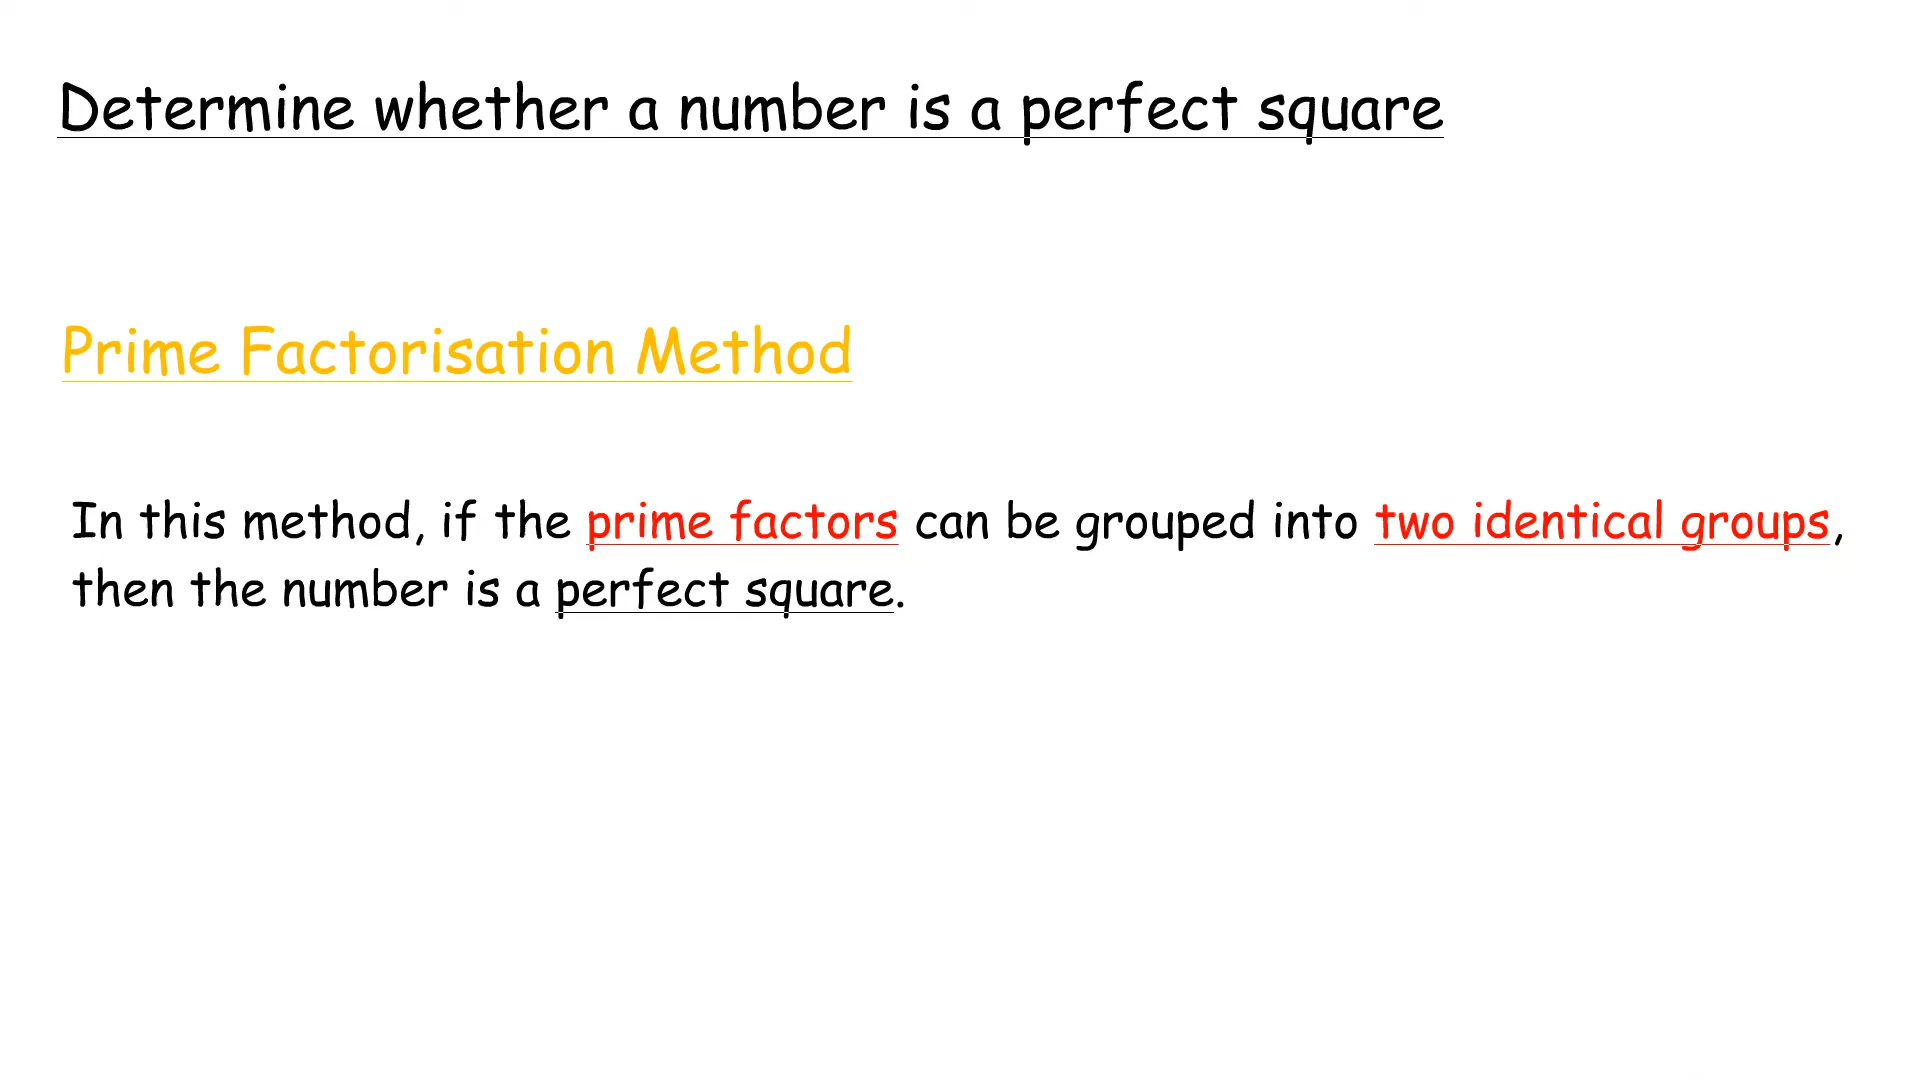 Determine whether a number is a perfect square
Prime Factorisation Method
In this method, if the prime factors can be grouped into two identical groups,
then the number is a perfect square.